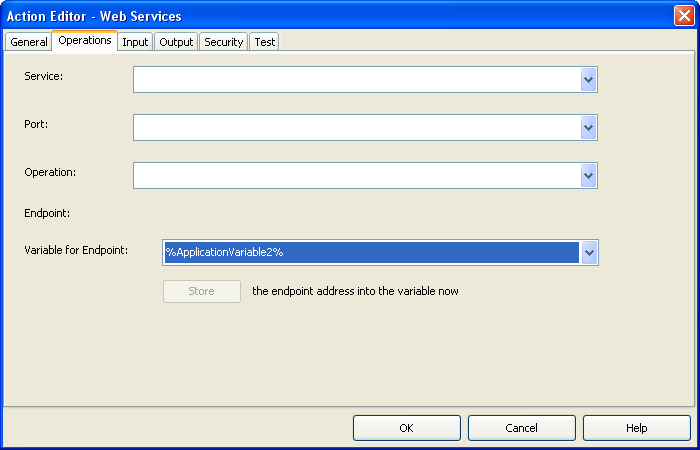 Action Editor - Web Services
General Operations Input Output Security Test
Service:
Port:
Operation:
Endpoint:
Variable for Endpoint: %ApplicationVariable2%
Store the endpoint address into the variable now
OK Cancel Help